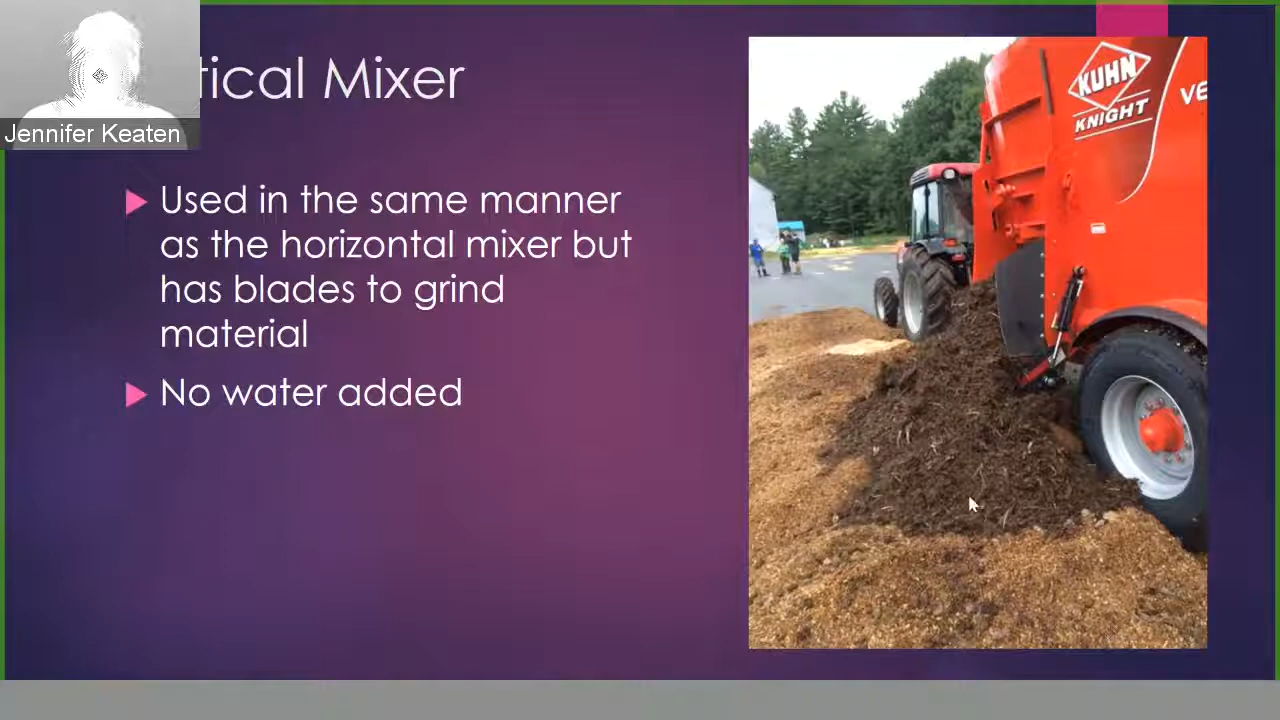 tical Mixer
Jennifer Keaten
Used in the same manner
as the horizontal mixer but
has blades to grind
material
No water added
KUHN
KNIGHT
VE